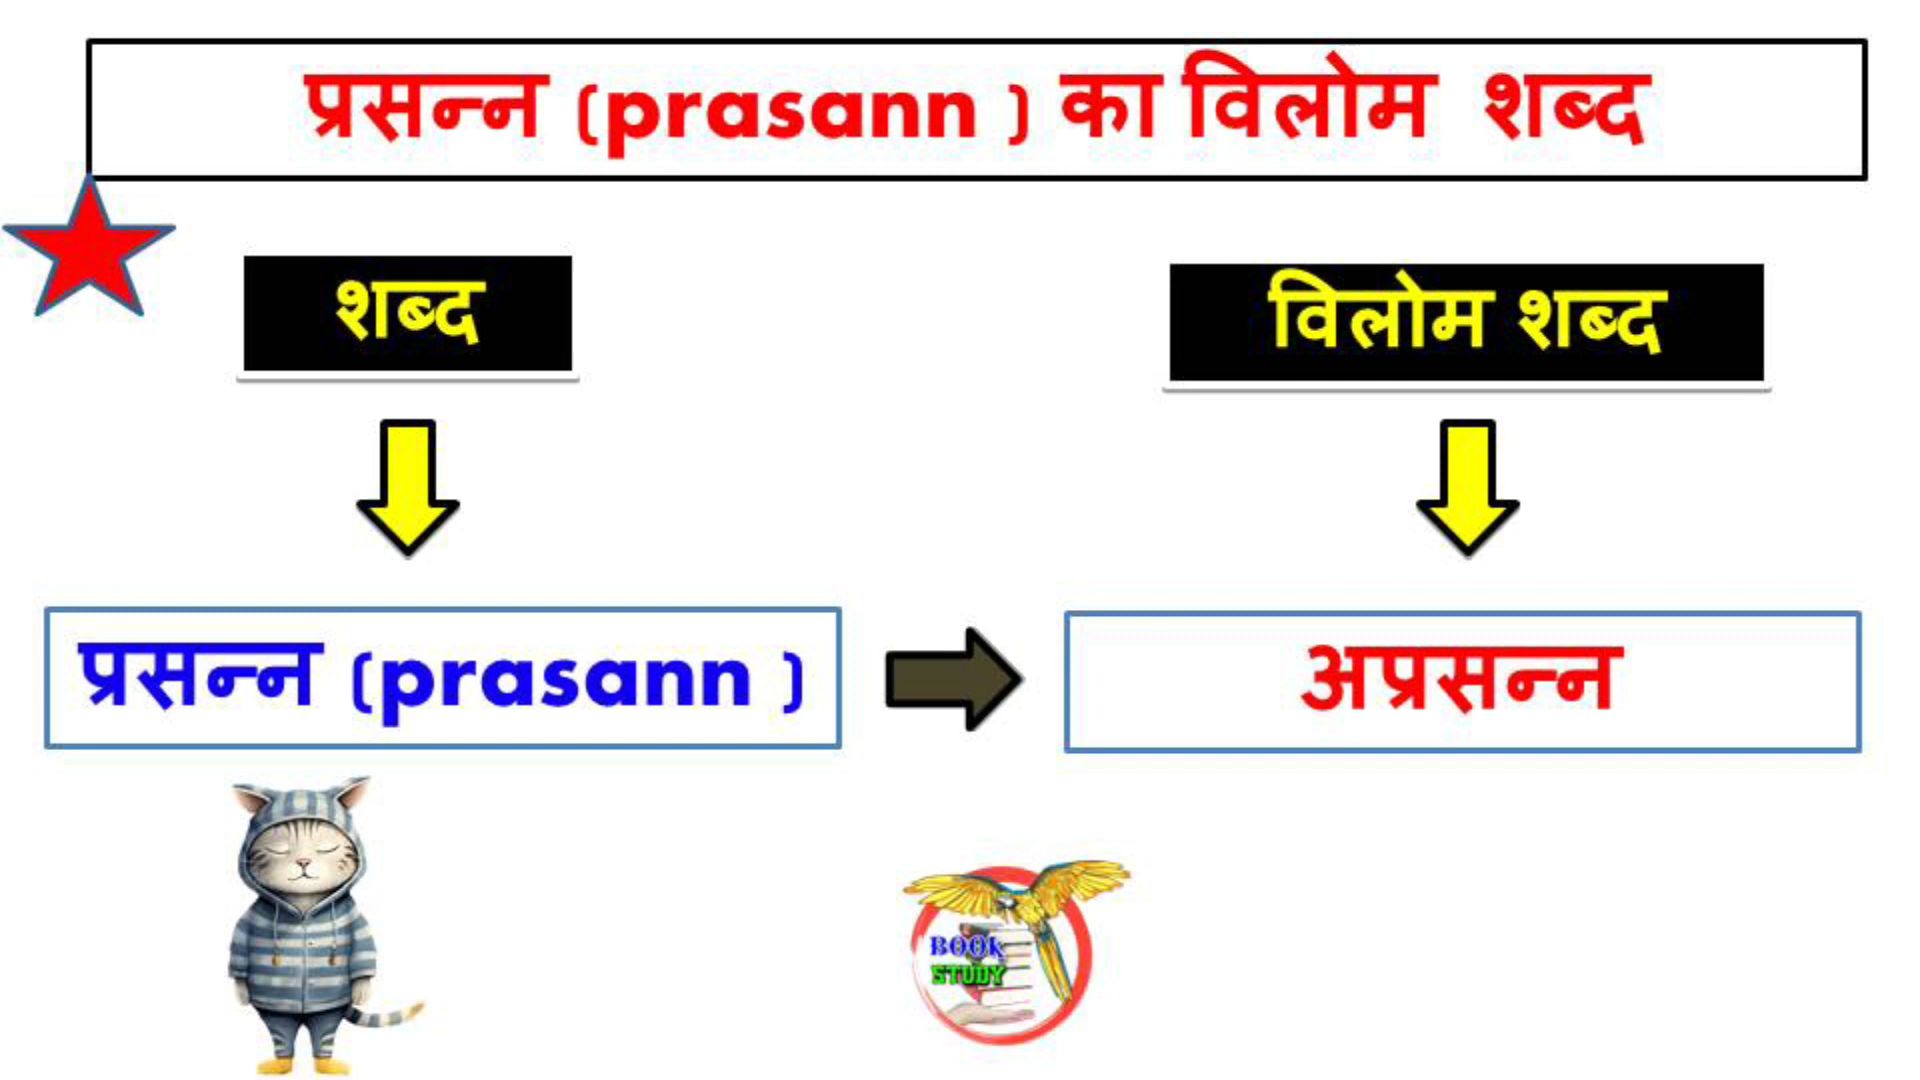 प्रसन्न (prasann ) का विलोम शब्द
शब्द
विलोम शब्द
प्रसन्न (prasann )
अप्रसन्न
BOOK
STUDY